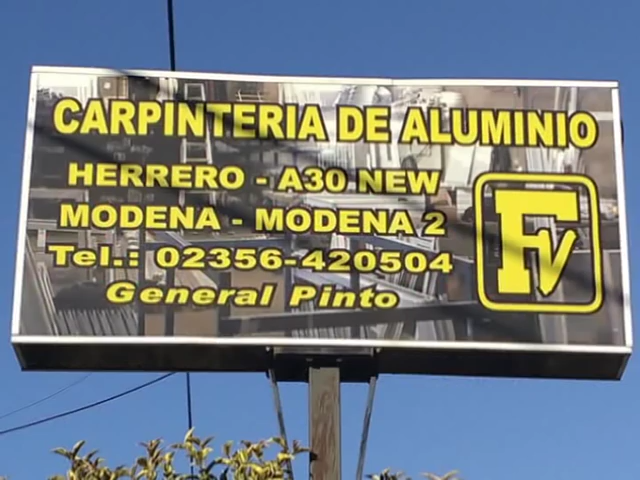 CARPINTERIA DE ALUMINIO
HERRERO - A30 NEW
MODENA - MODENA 2
Tel.: 02356-420504
General Pinto
FV